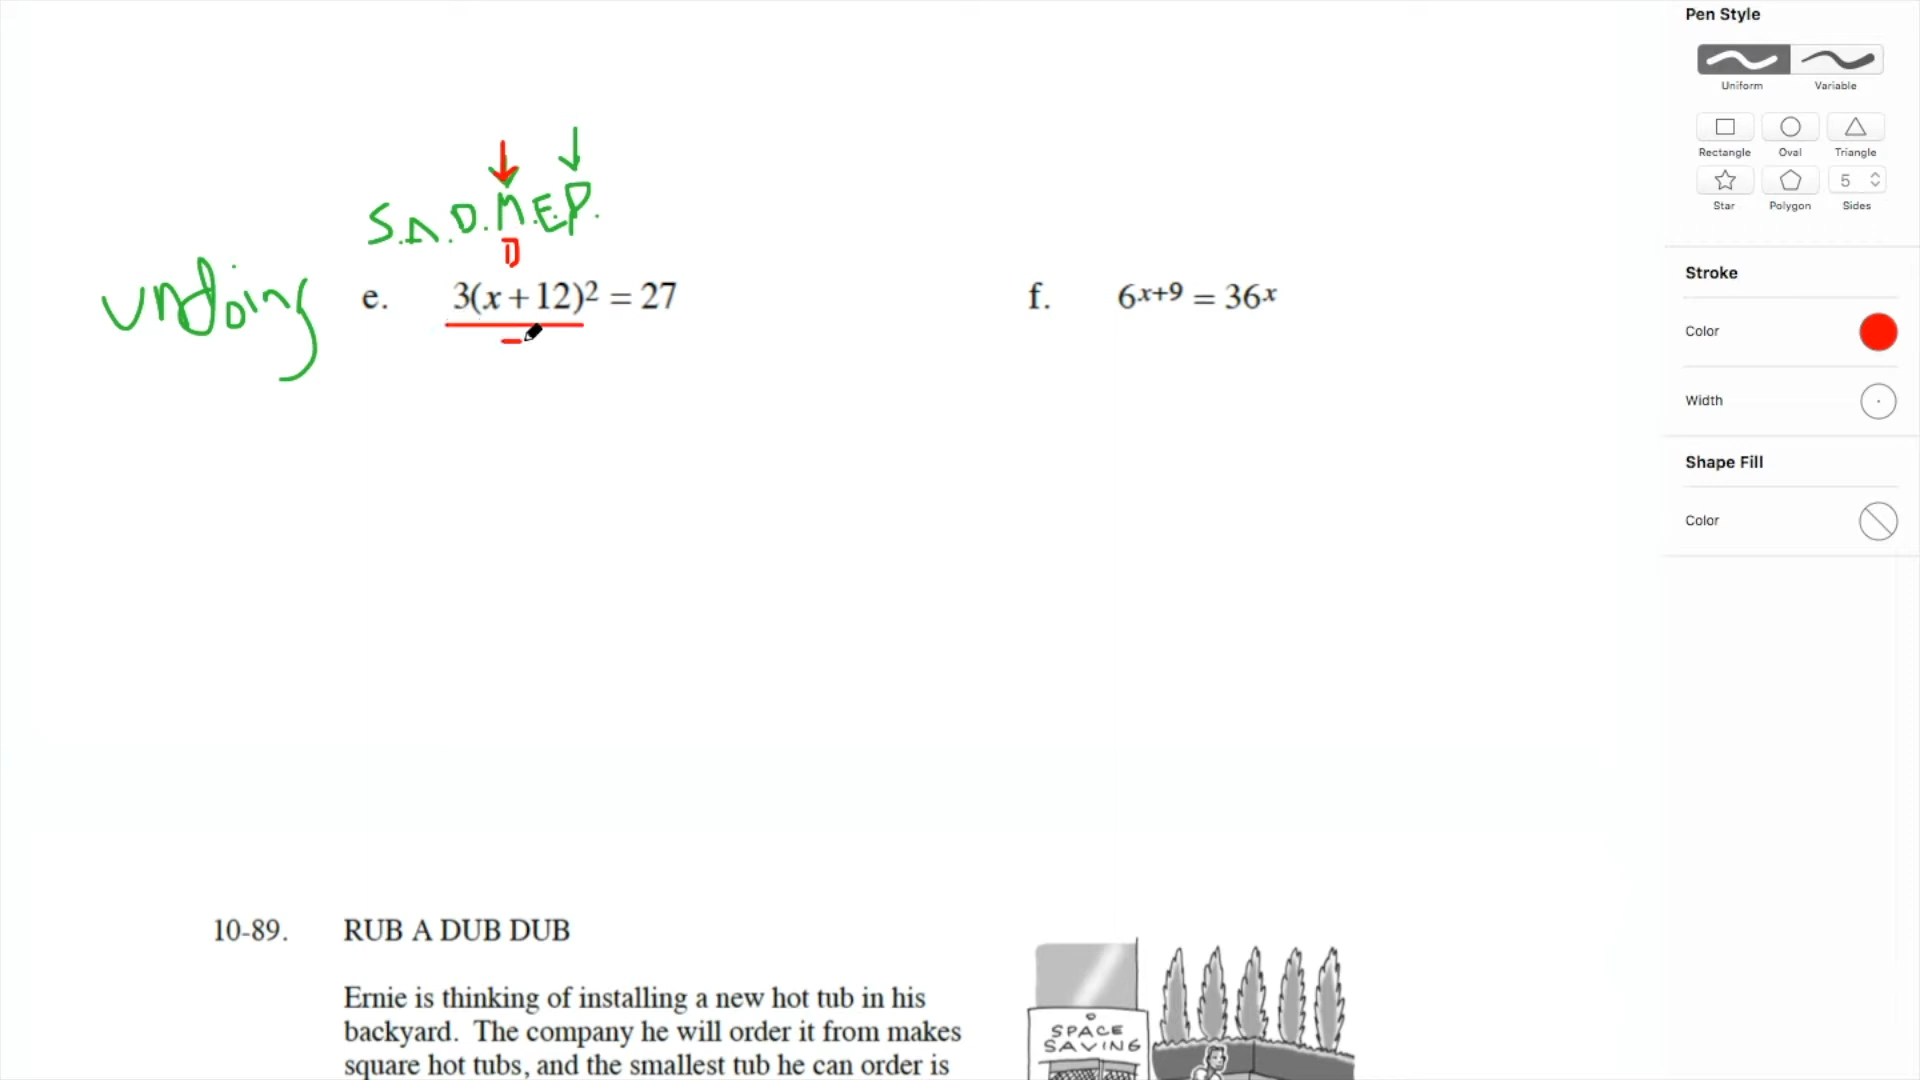 Pen Style
Uniform Variable
Rectangle Oval Triangle
5
Star Polygon Sides
Stroke
Color
Width
Shape Fill
Color
S.A.D.M.E.P.
D
undoing
e. 3(x+12)² = 27
f. 6ˣ⁺⁹ = 36ˣ
10-89. RUB A DUB DUB
Ernie is thinking of installing a new hot tub in his
backyard. The company he will order it from makes
square hot tubs, and the smallest tub he can order is
SPACE
SAVING